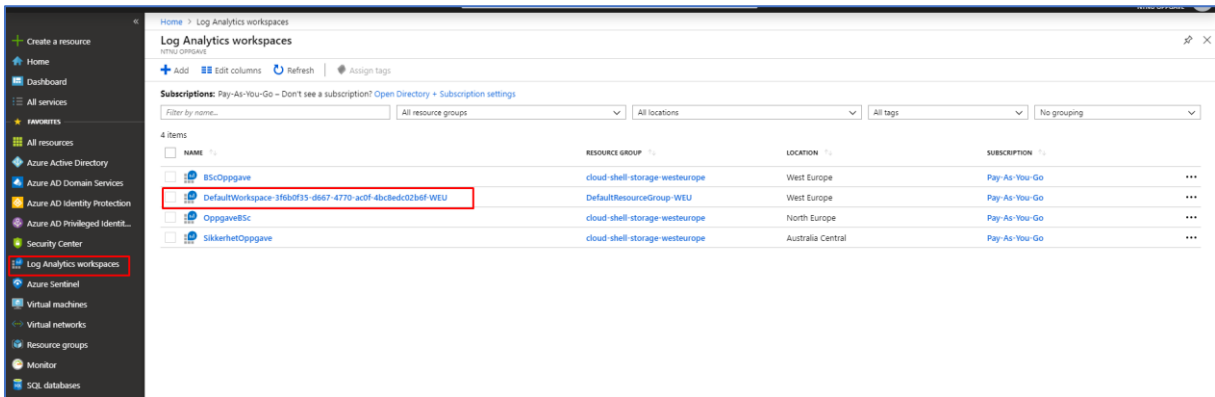 NTNU OPPGAVE
«
Home > Log Analytics workspaces
Create a resource
Log Analytics workspaces
NTNU OPPGAVE
Home
Add Edit columns Refresh Assign tags
Dashboard
Subscriptions: Pay-As-You-Go – Don't see a subscription? Open Directory + Subscription settings
All services
Filter by name... All resource groups All locations All tags No grouping
FAVORITES
4 items
All resources
NAME RESOURCE GROUP LOCATION SUBSCRIPTION
Azure Active Directory
BScOppgave cloud-shell-storage-westeurope West Europe Pay-As-You-Go
Azure AD Domain Services
DefaultWorkspace-3f6b0f35-d667-4770-ac0f-4bc8edc02b6f-WEU DefaultResourceGroup-WEU West Europe Pay-As-You-Go
Azure AD Identity Protection
OppgaveBSc cloud-shell-storage-westeurope North Europe Pay-As-You-Go
Azure AD Privileged Identit...
SikkerhetOppgave cloud-shell-storage-westeurope Australia Central Pay-As-You-Go
Security Center
Log Analytics workspaces
Azure Sentinel
Virtual machines
Virtual networks
Resource groups
Monitor
SQL databases